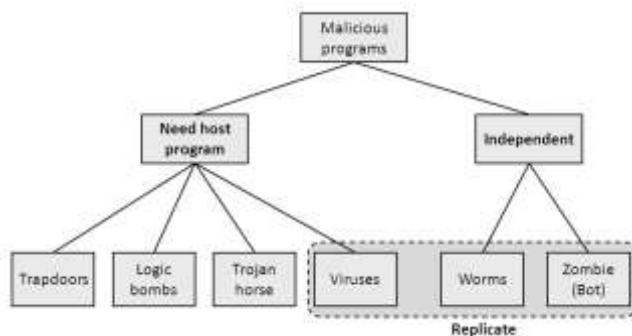 Malicious
programs
Need host
program
Independent
Trapdoors
Logic
bombs
Trojan
horse
Viruses
Worms
Zombie
(Bot)
Replicate